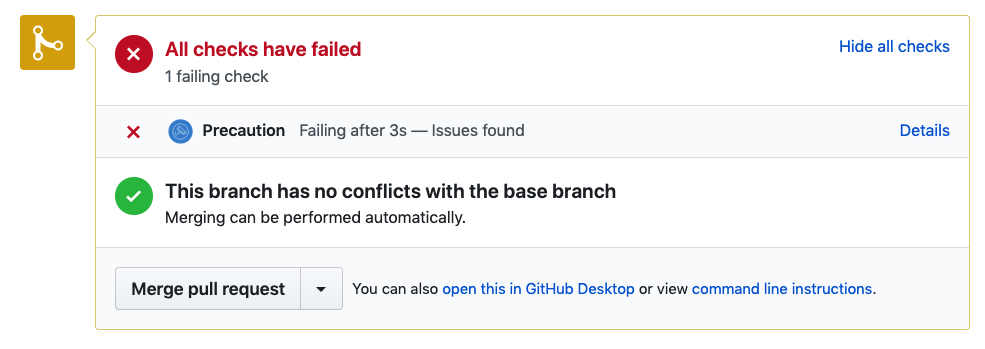 All checks have failed
Hide all checks
1 failing check
Precaution Failing after 3s — Issues found
Details
This branch has no conflicts with the base branch
Merging can be performed automatically.
Merge pull request
You can also open this in GitHub Desktop or view command line instructions.